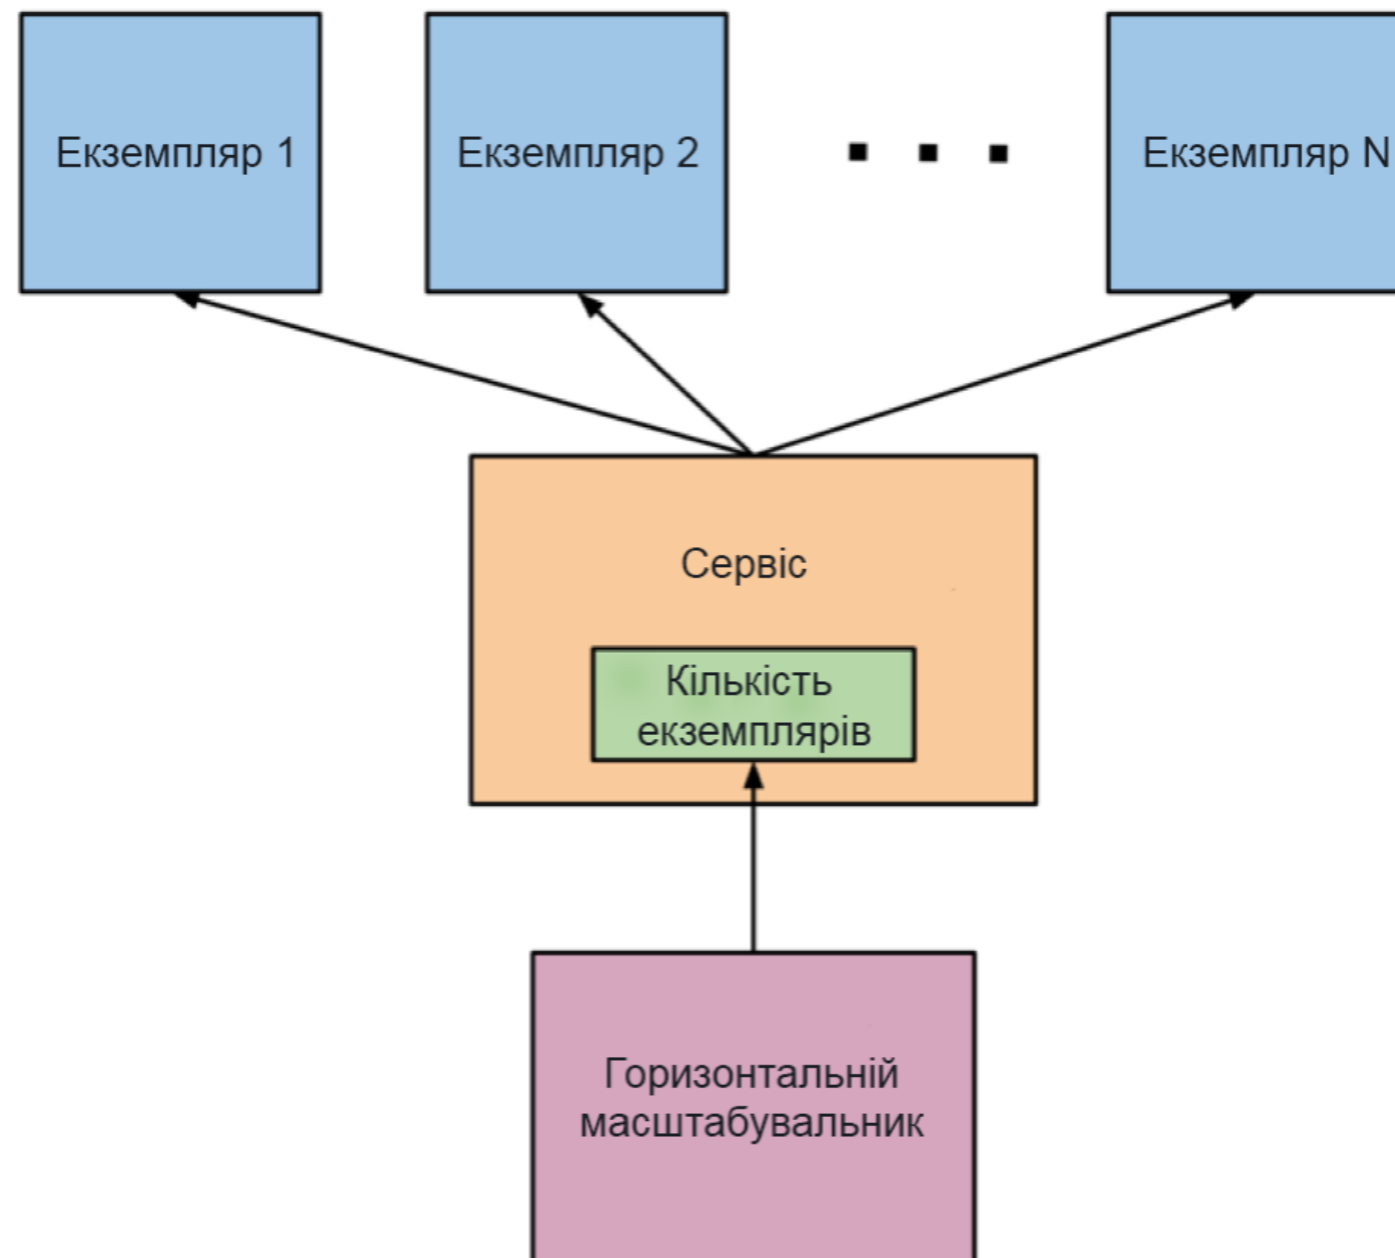 Екземпляр 1
Екземпляр 2
Екземпляр N
Сервіс
Кількість
екземплярів
Горизонтальній
масштабувальник